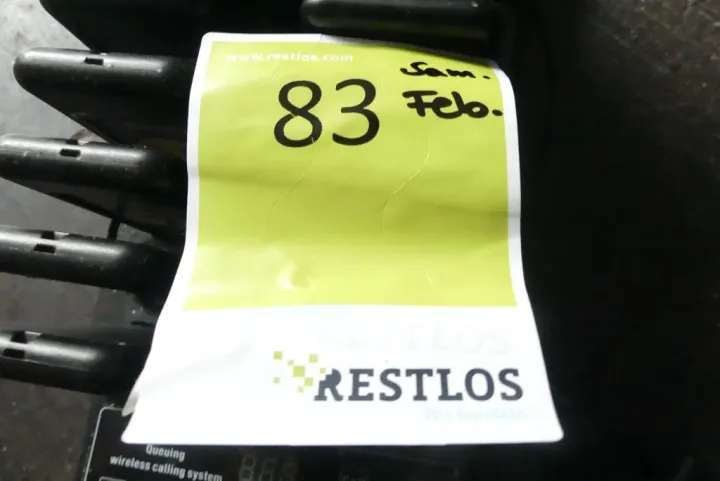 www.restlos.com
83
Sam.
Feb.
RESTLOS
Queuing
wireless calling system